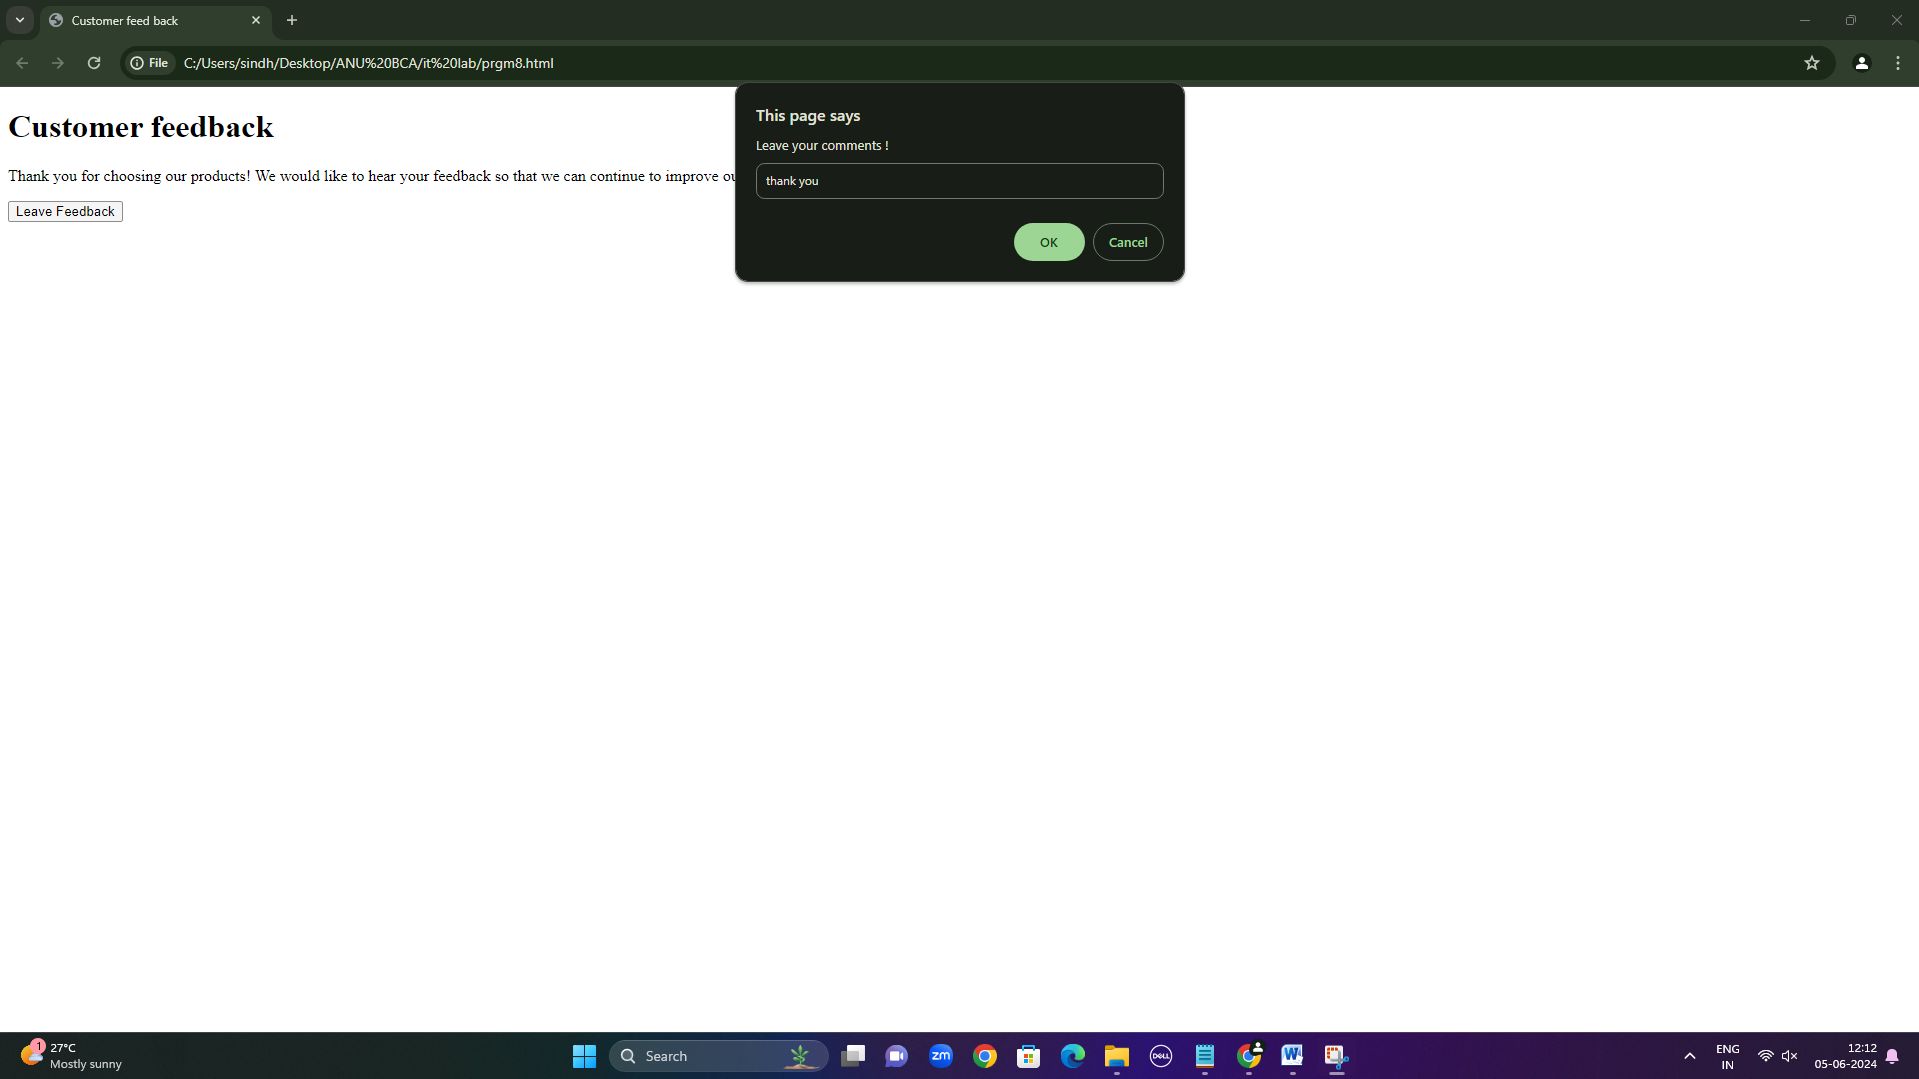 Customer feed back
File
C:/Users/sindh/Desktop/ANU%20BCA/it%20lab/prgm8.html
This page says
Leave your comments !
thank you
OK
Cancel
Customer feedback
Thank you for choosing our products! We would like to hear your feedback so that we can continue to improve
Leave Feedback
1
27°C
Mostly sunny
Search
zm
DELL
W
ENG
IN
12:12
05-06-2024